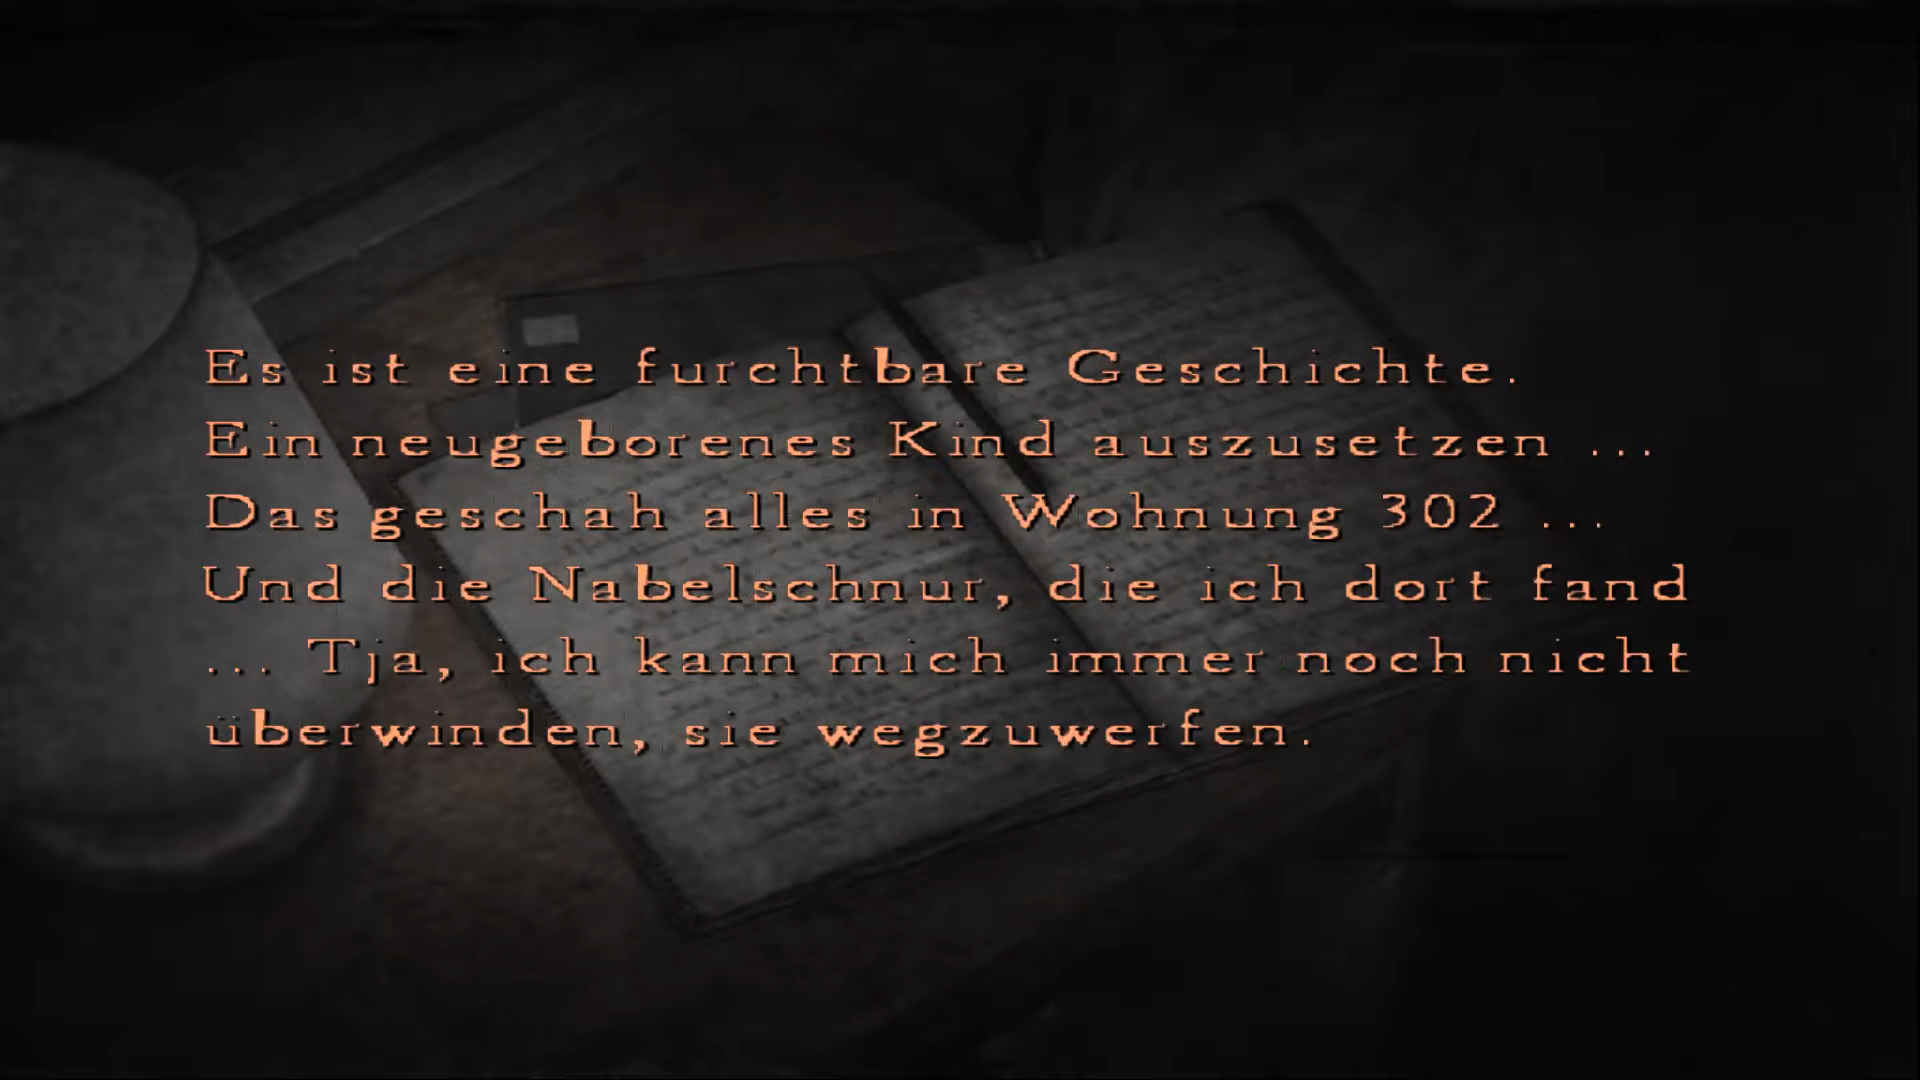 Es ist eine furchtbare Geschichte.
Ein neugeborenes Kind auszusetzen ...
Das geschah alles in Wohnung 302 ...
Und die Nabelschnur, die ich dort fand
... Tja, ich kann mich immer noch nicht
überwinden, sie wegzuwerfen.